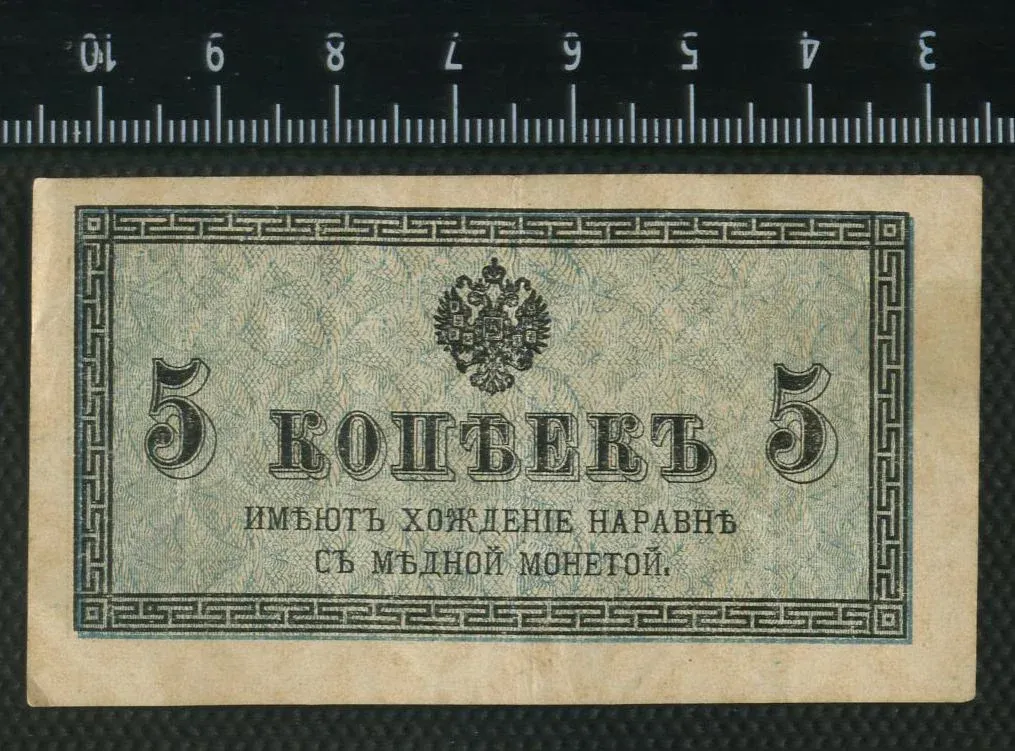 10 9 8 7 6 5 4 3
5 КОПѢЕКЪ 5
ИМѢЮТЪ ХОЖДЕНІЕ НАРАВНѢ
СЪ МѢДНОЙ МОНЕТОЙ.